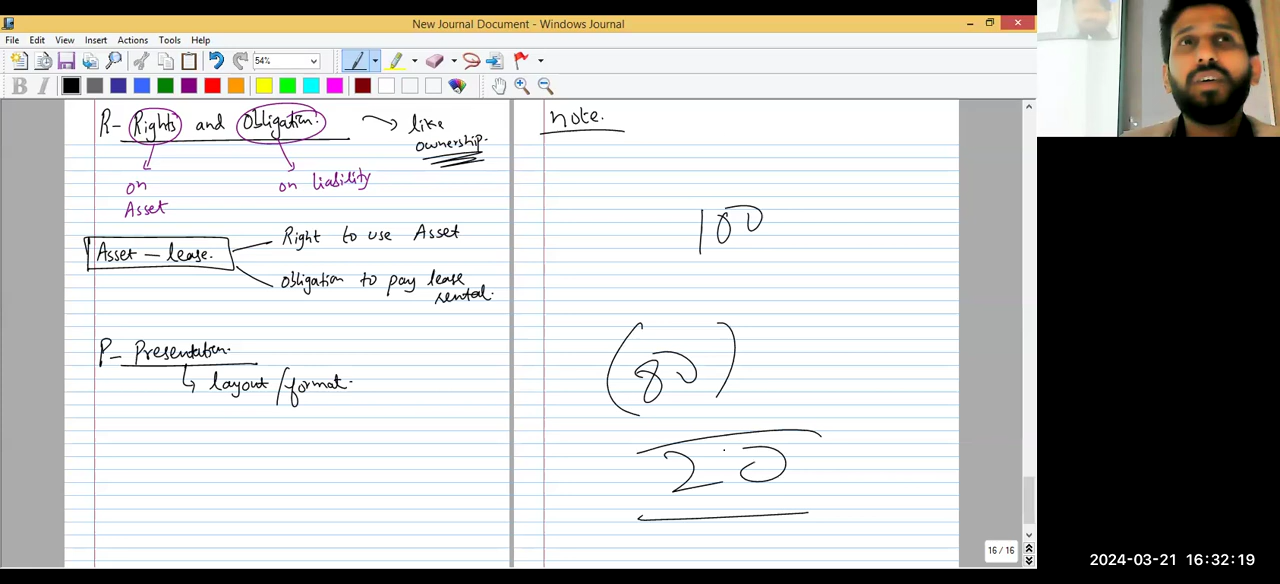 New Journal Document - Windows Journal
File Edit View Insert Actions Tools Help
54%
B I
R- Rights and Obligation: like
ownership.
on
Asset
on liability
Asset - lease.
Right to use Asset
Obligation to pay lease
rental.
P- Presentation.
layout/format.
note.
100
(80)
20
16 / 16
2024-03-21 16:32:19